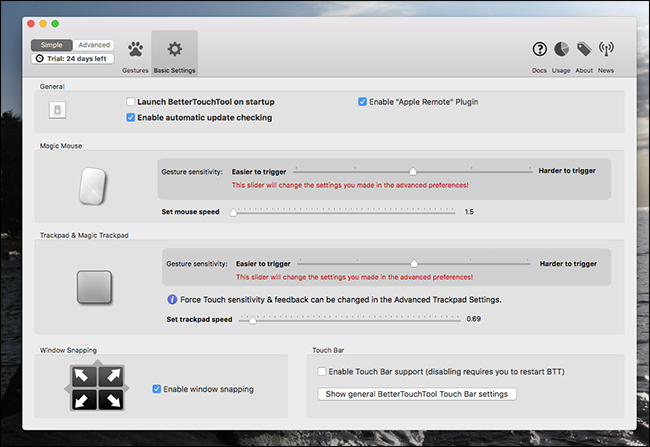 Simple Advanced
Trial: 24 days left
Gestures Basic Settings Docs Usage About News
General
Launch BetterTouchTool on startup Enable "Apple Remote" Plugin
Enable automatic update checking
Magic Mouse
Gesture sensitivity: Easier to trigger Harder to trigger
This slider will change the settings you made in the advanced preferences!
Set mouse speed 1.5
Trackpad & Magic Trackpad
Gesture sensitivity: Easier to trigger Harder to trigger
This slider will change the settings you made in the advanced preferences!
Force Touch sensitivity & feedback can be changed in the Advanced Trackpad Settings.
Set trackpad speed 0.69
Window Snapping Touch Bar
Enable Touch Bar support (disabling requires you to restart BTT)
Enable window snapping
Show general BetterTouchTool Touch Bar settings